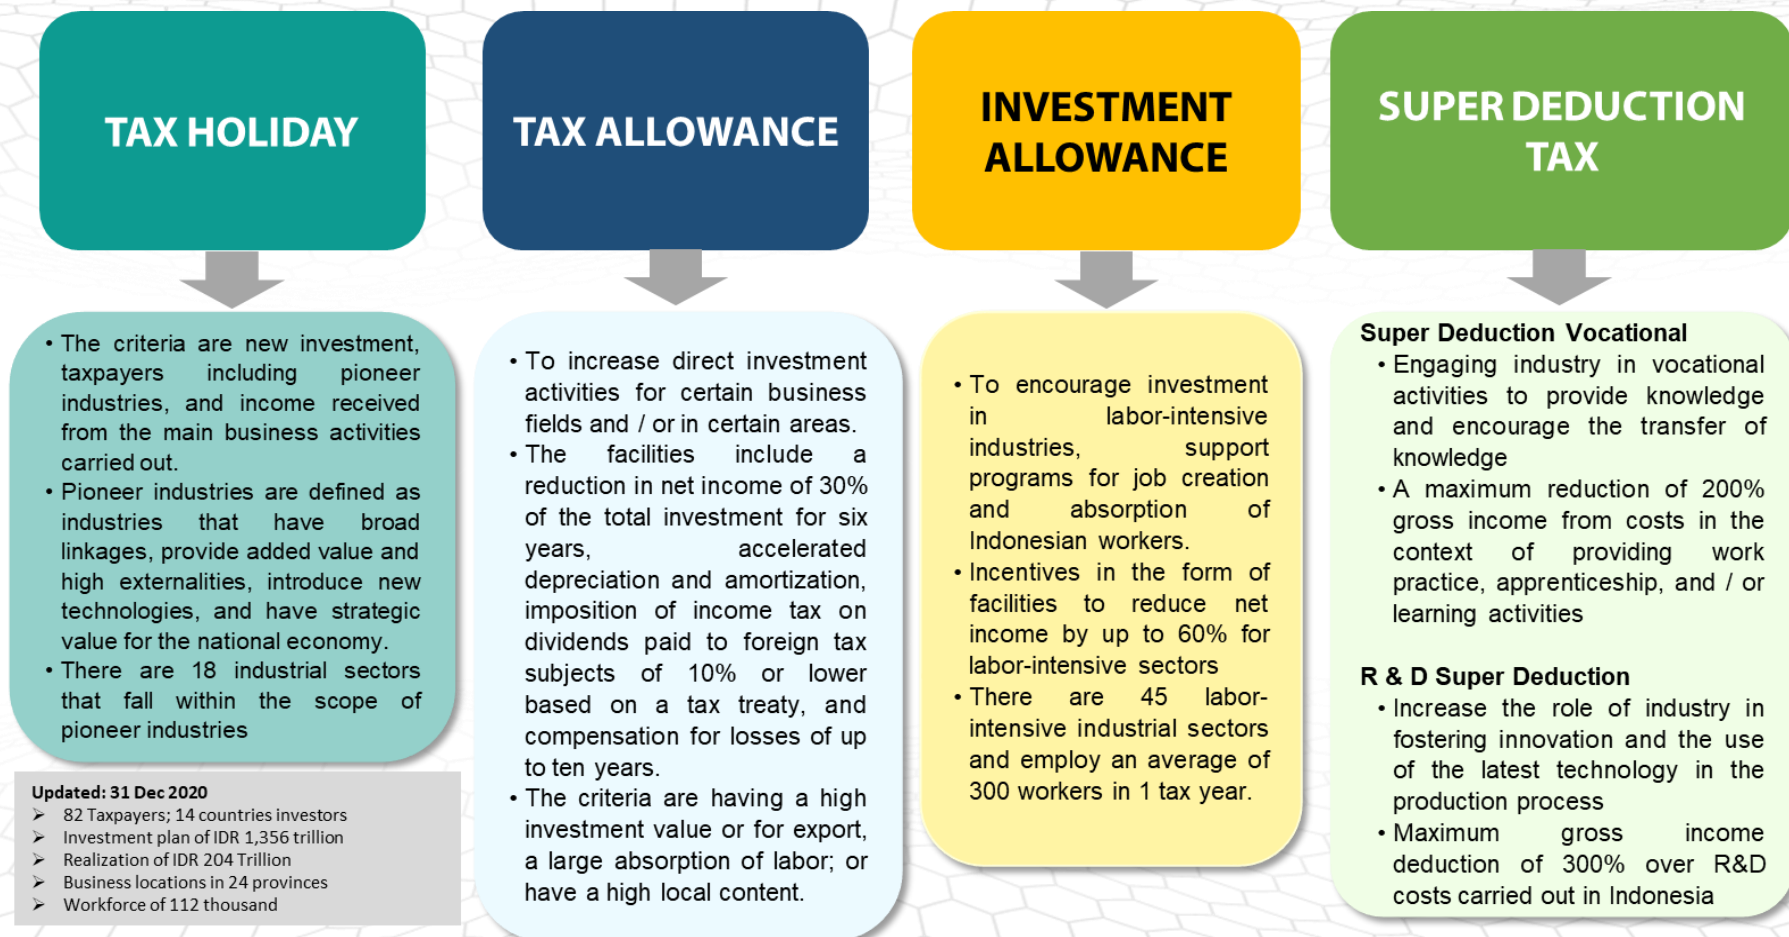 TAX HOLIDAY
• The criteria are new investment,
taxpayers including pioneer
industries, and income received
from the main business activities
carried out.
• Pioneer industries are defined as
industries that have broad
linkages, provide added value and
high externalities, introduce new
technologies, and have strategic
value for the national economy.
• There are 18 industrial sectors
that fall within the scope of
pioneer industries
Updated: 31 Dec 2020
➢ 82 Taxpayers; 14 countries investors
➢ Investment plan of IDR 1,356 trillion
➢ Realization of IDR 204 Trillion
➢ Business locations in 24 provinces
➢ Workforce of 112 thousand
TAX ALLOWANCE
• To increase direct investment
activities for certain business
fields and / or in certain areas.
• The facilities include a
reduction in net income of 30%
of the total investment for six
years, accelerated
depreciation and amortization,
imposition of income tax on
dividends paid to foreign tax
subjects of 10% or lower
based on a tax treaty, and
compensation for losses of up
to ten years.
• The criteria are having a high
investment value or for export,
a large absorption of labor; or
have a high local content.
INVESTMENT
ALLOWANCE
• To encourage investment
in labor-intensive
industries, support
programs for job creation
and absorption of
Indonesian workers.
• Incentives in the form of
facilities to reduce net
income by up to 60% for
labor-intensive sectors
• There are 45 labor-
intensive industrial sectors
and employ an average of
300 workers in 1 tax year.
SUPER DEDUCTION
TAX
Super Deduction Vocational
• Engaging industry in vocational
activities to provide knowledge
and encourage the transfer of
knowledge
• A maximum reduction of 200%
gross income from costs in the
context of providing work
practice, apprenticeship, and / or
learning activities
R & D Super Deduction
• Increase the role of industry in
fostering innovation and the use
of the latest technology in the
production process
• Maximum gross income
deduction of 300% over R&D
costs carried out in Indonesia